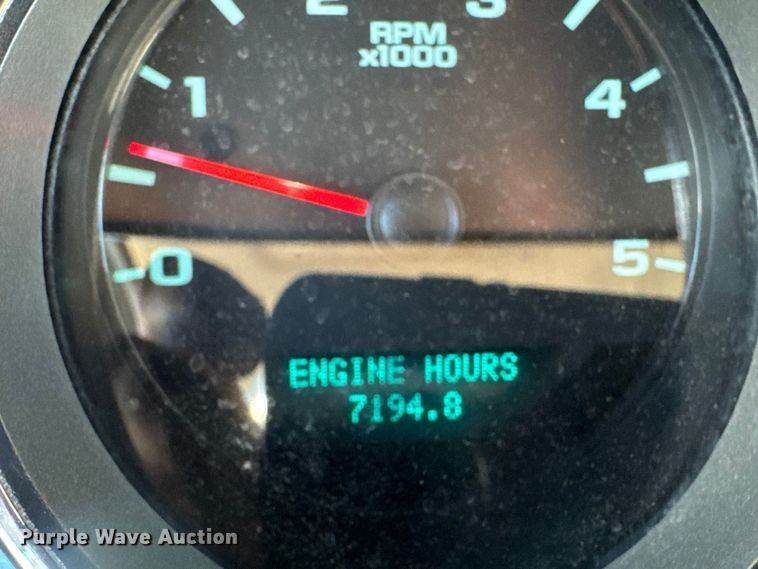 2 3
RPM
x1000
1 4
0 5
ENGINE HOURS
7194.8
Purple Wave Auction